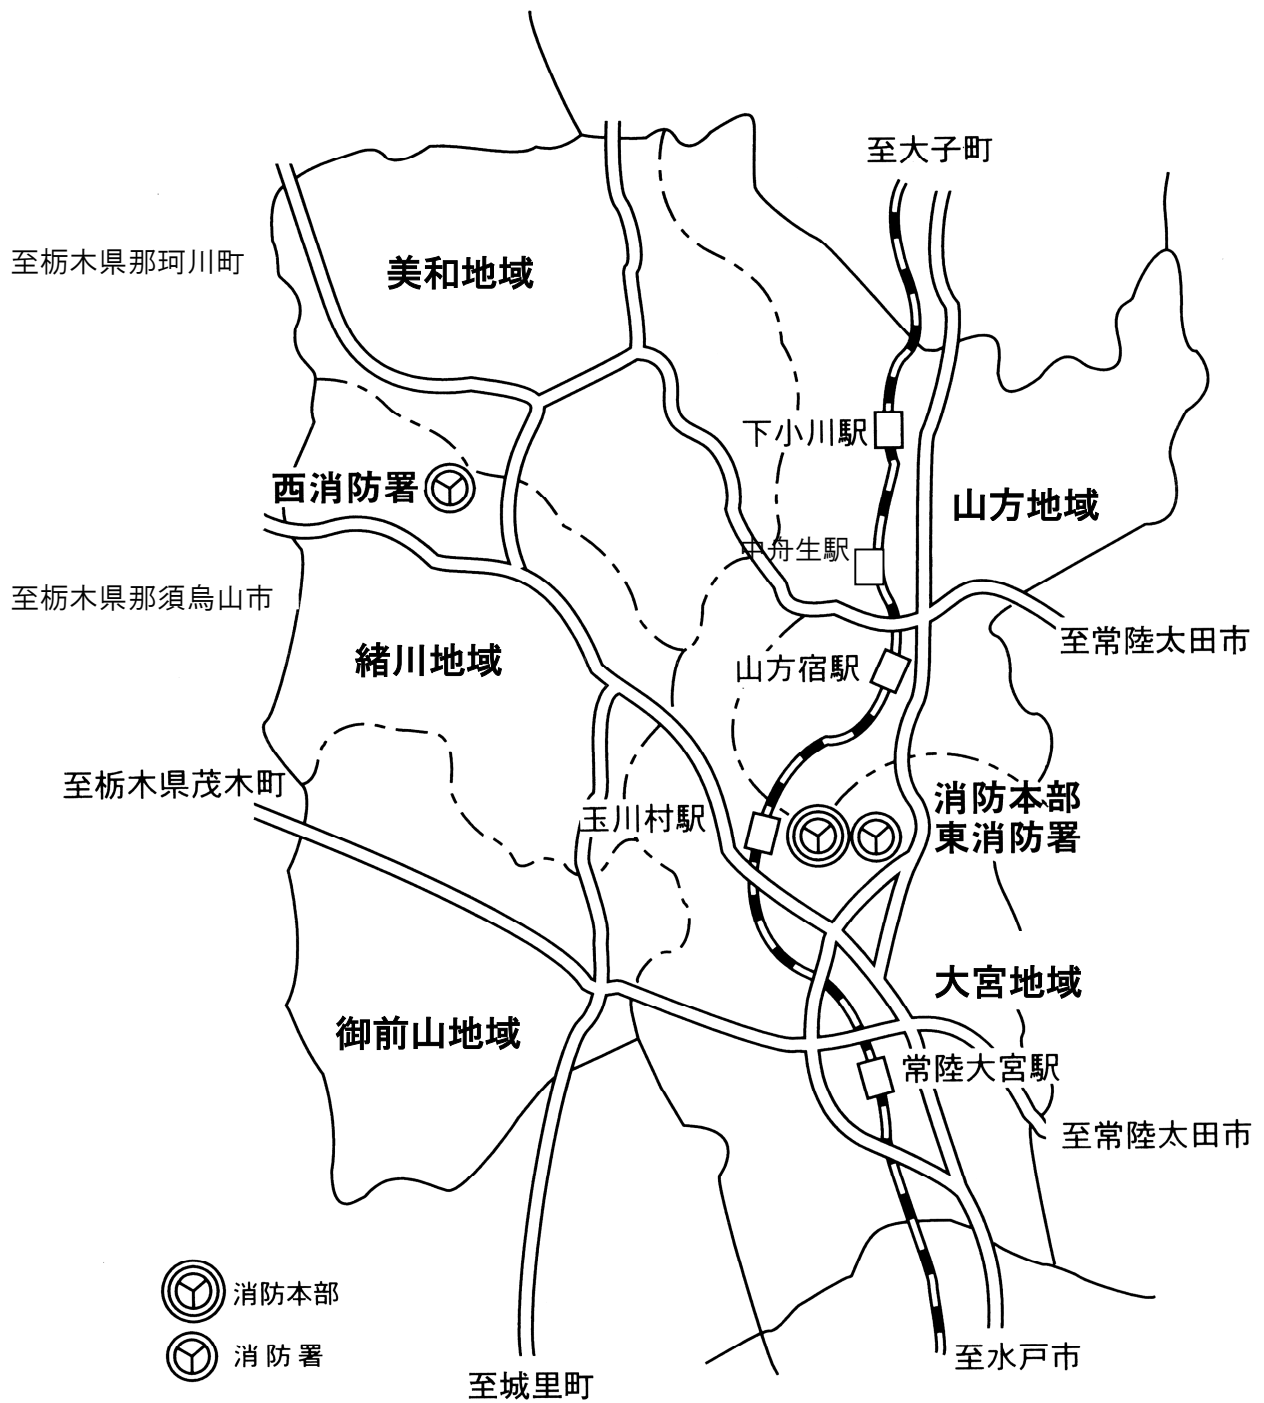 至大子町
至栃木県那珂川町
美和地域
下小川駅
西消防署
山方地域
中舟生駅
至栃木県那須烏山市
至常陸太田市
緒川地域
山方宿駅
至栃木県茂木町
玉川村駅
消防本部
東消防署
大宮地域
御前山地域
常陸大宮駅
至常陸太田市
消防本部
消防署
至水戸市
至城里町